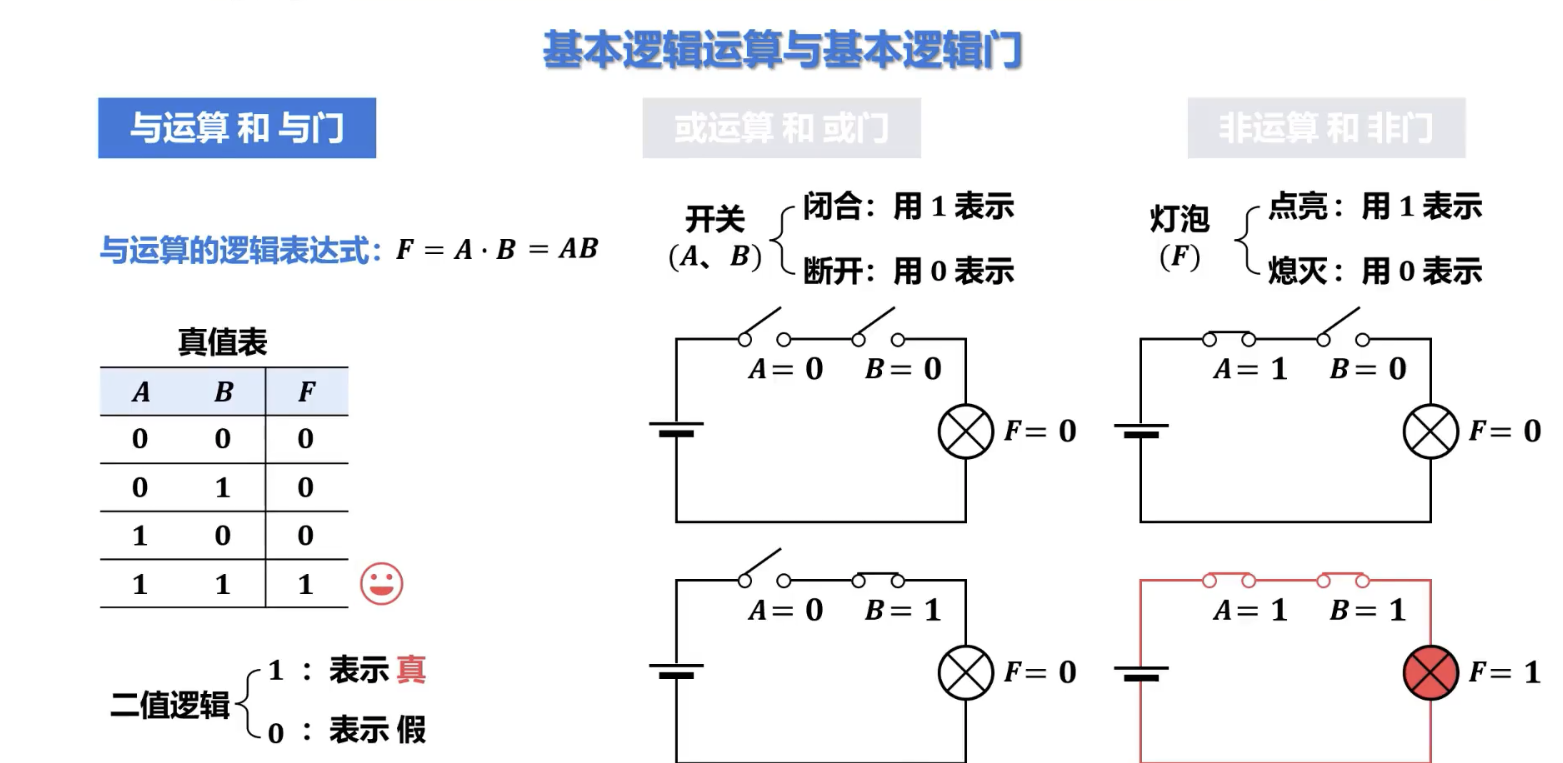 基本逻辑运算与基本逻辑门
与运算 和 与门
或运算 和 或门
非运算 和 非门
与运算的逻辑表达式：F = A · B = AB
开关
(A、B)
闭合：用 1 表示
断开：用 0 表示
灯泡
(F)
点亮：用 1 表示
熄灭：用 0 表示
真值表
A B F
0 0 0
0 1 0
1 0 0
1 1 1
二值逻辑
1 ：表示 真
0 ：表示 假
A = 0 B = 0
F = 0
A = 1 B = 0
F = 0
A = 0 B = 1
F = 0
A = 1 B = 1
F = 1